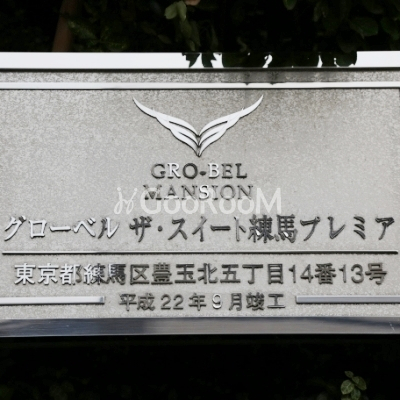 GRO-BEL
MANSION
GOOROOM
グローベル ザ・スイート練馬プレミア
東京都練馬区豊玉北五丁目14番13号
平成22年9月竣工